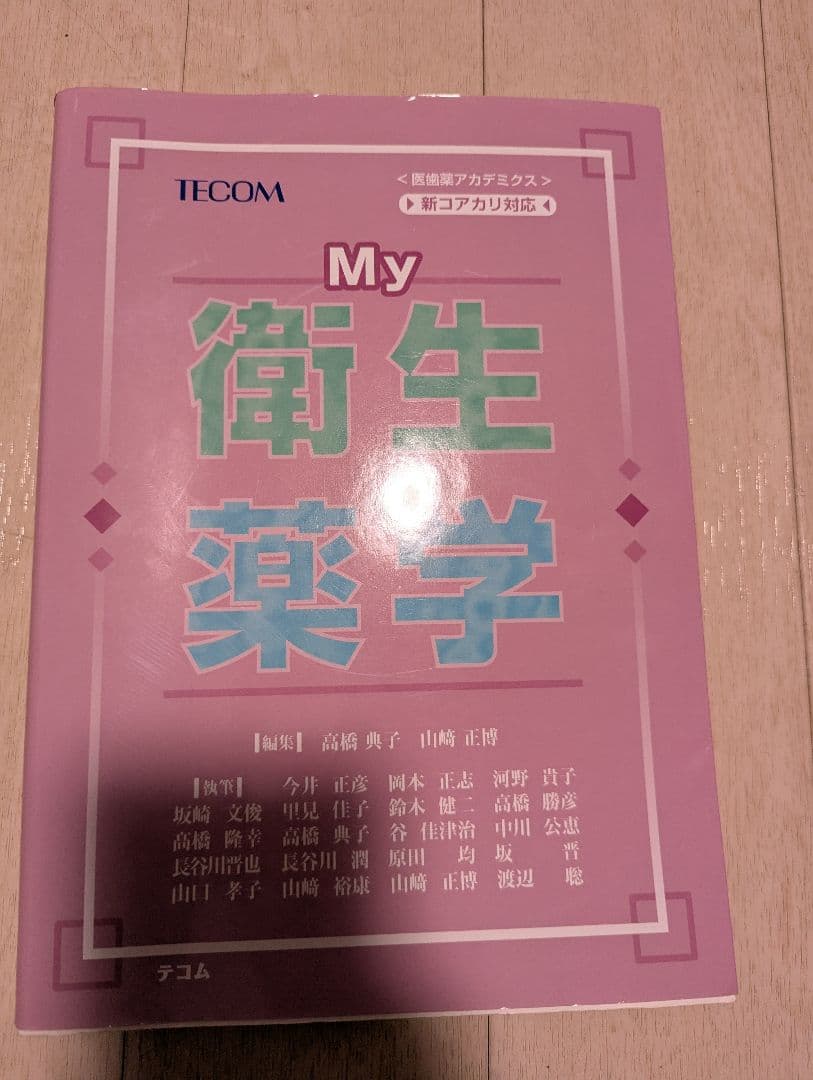 TECOM
<医歯薬アカデミクス>
▶新コアカリ対応◀
My
衛生
薬学
【編集】 高橋 典子 山﨑 正博
【執筆】 今井 正彦 岡本 正志 河野 貴子
坂崎 文俊 里見 佳子 鈴木 健二 高橋 勝彦
高橋 隆幸 高橋 典子 谷 佳津治 中川 公恵
長谷川晋也 長谷川 潤 原田 均 坂 晋
山口 孝子 山﨑 裕康 山﨑 正博 渡辺 聡
テコム